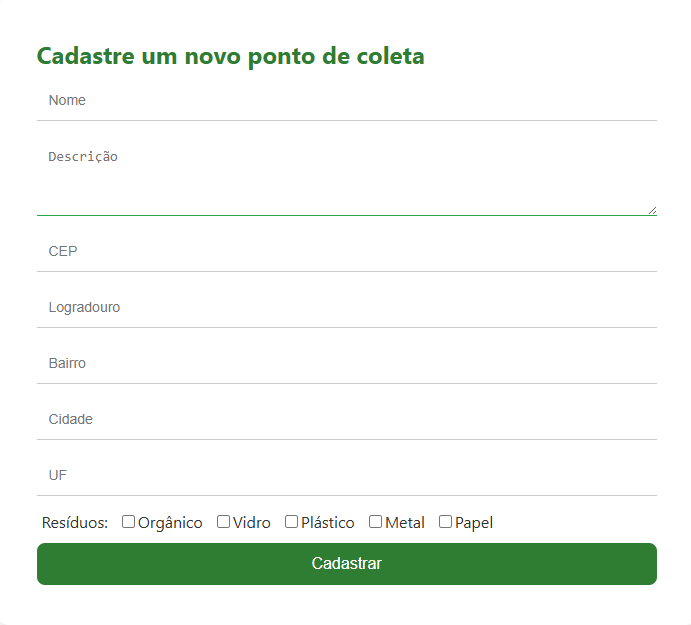 Cadastre um novo ponto de coleta
Nome
Descrição
CEP
Logradouro
Bairro
Cidade
UF
Resíduos: Orgânico Vidro Plástico Metal Papel
Cadastrar